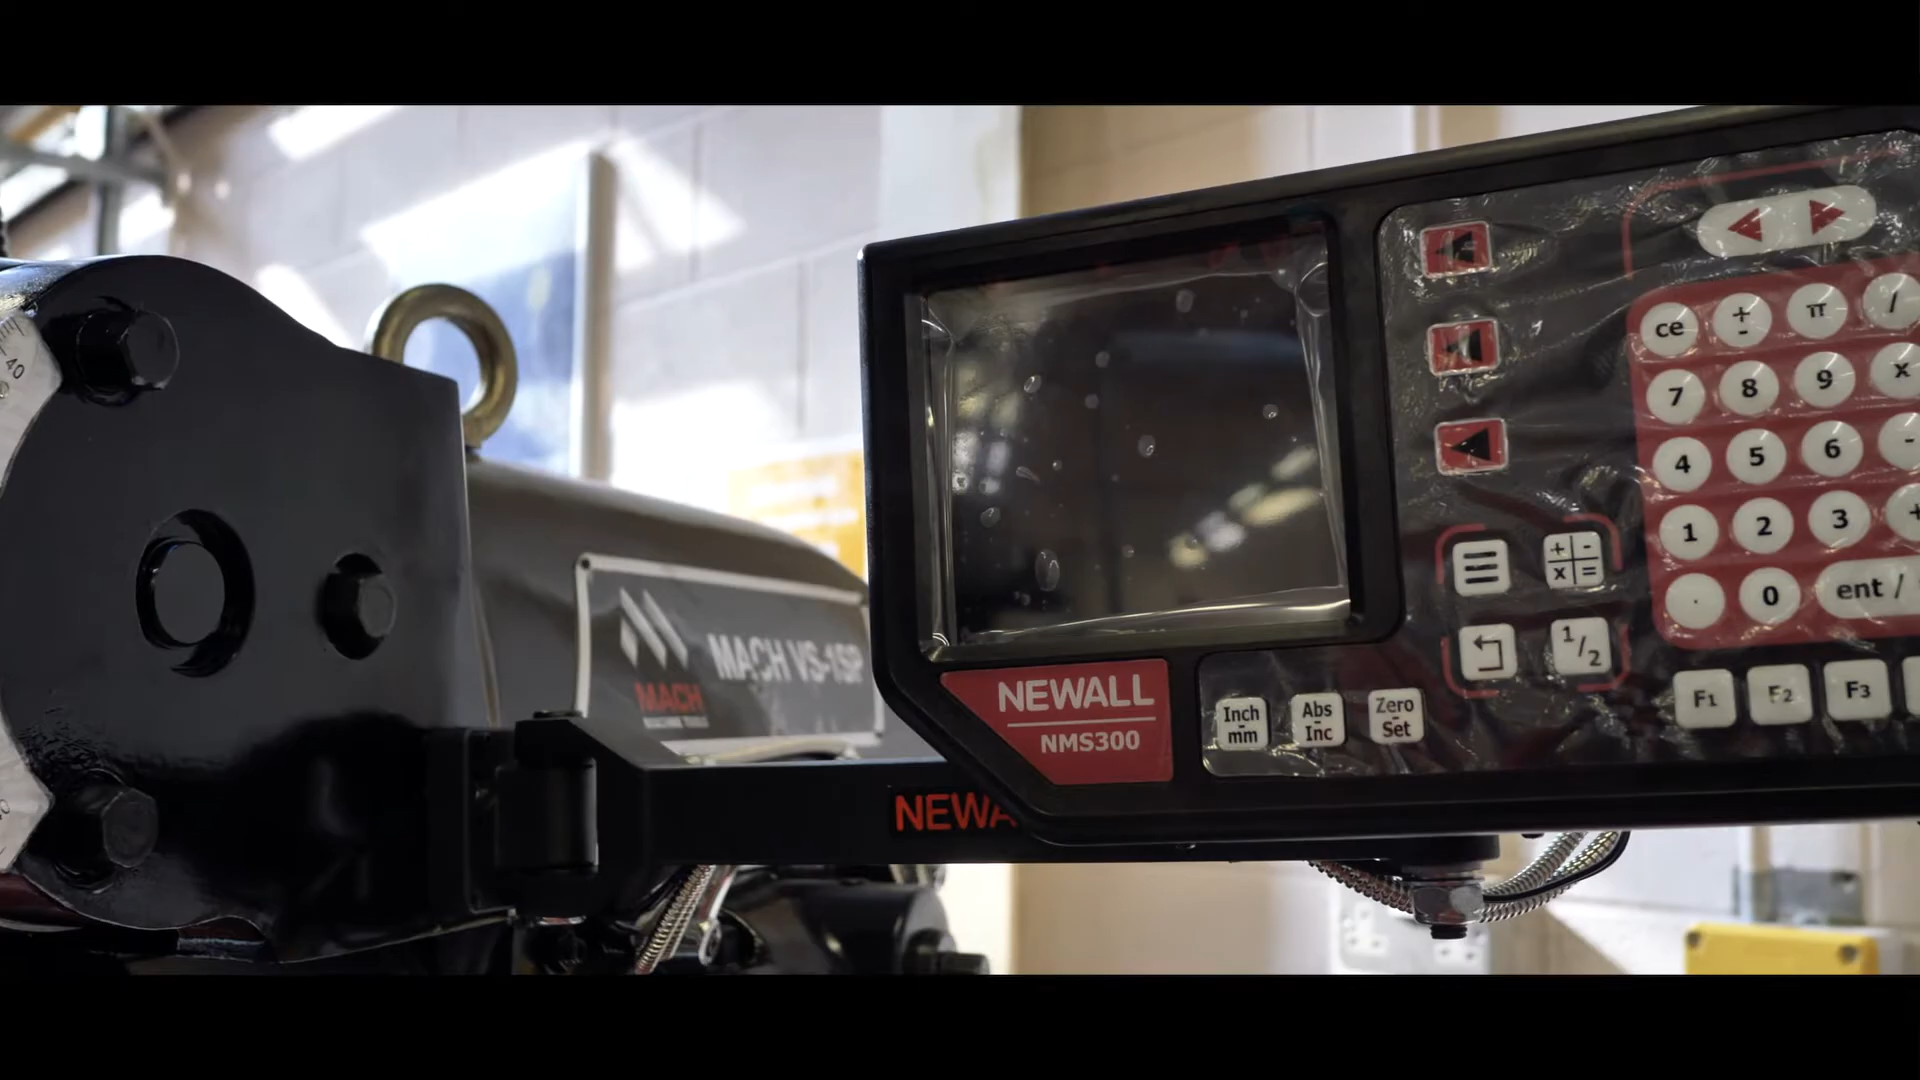 40
MACH VS-1SP
MACH
NEWALL
NMS300
NEWA
Inch
mm
Abs
Inc
Zero
Set
ce + - π /
7 8 9 x
4 5 6 -
1 2 3 +
. 0 ent /
+ -
x =
1/2
F1 F2 F3